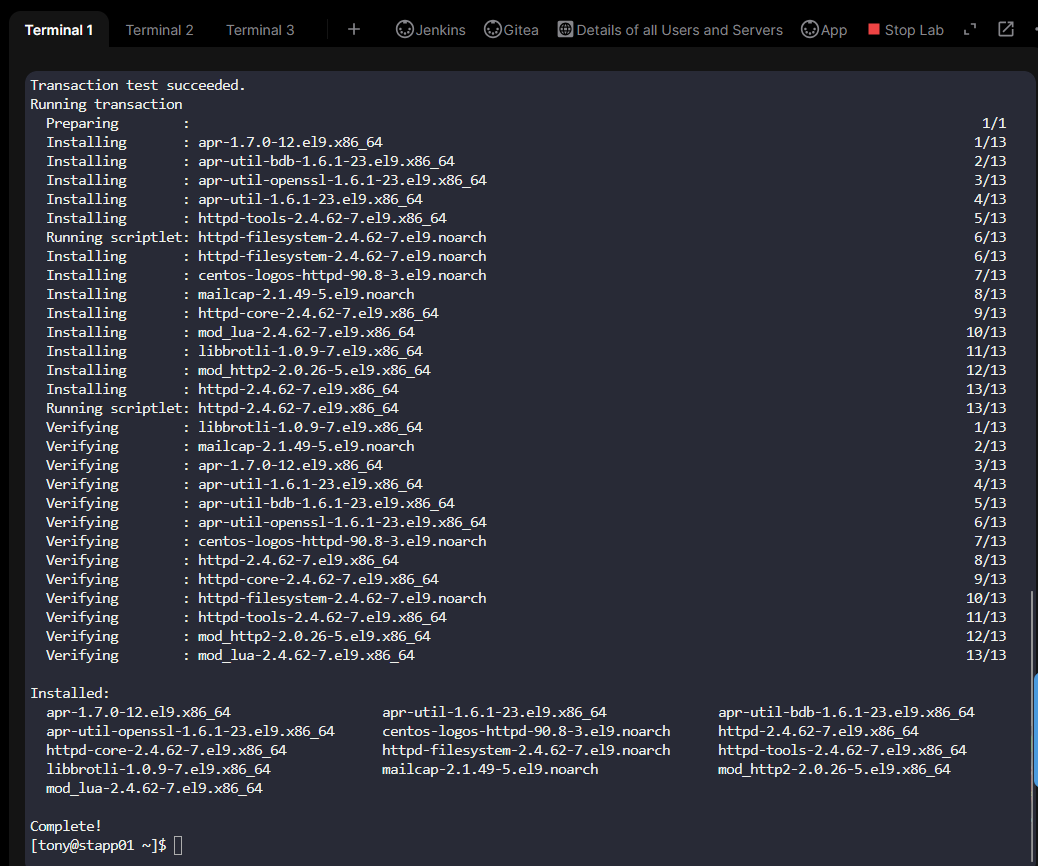 Terminal 1 Terminal 2 Terminal 3 + Jenkins Gitea Details of all Users and Servers App Stop Lab
Transaction test succeeded.
Running transaction
  Preparing        :                                                     1/1
  Installing       : apr-1.7.0-12.el9.x86_64                             1/13
  Installing       : apr-util-bdb-1.6.1-23.el9.x86_64                    2/13
  Installing       : apr-util-openssl-1.6.1-23.el9.x86_64                3/13
  Installing       : apr-util-1.6.1-23.el9.x86_64                        4/13
  Installing       : httpd-tools-2.4.62-7.el9.x86_64                     5/13
  Running scriptlet: httpd-filesystem-2.4.62-7.el9.noarch                6/13
  Installing       : httpd-filesystem-2.4.62-7.el9.noarch                6/13
  Installing       : centos-logos-httpd-90.8-3.el9.noarch                7/13
  Installing       : mailcap-2.1.49-5.el9.noarch                         8/13
  Installing       : httpd-core-2.4.62-7.el9.x86_64                      9/13
  Installing       : mod_lua-2.4.62-7.el9.x86_64                        10/13
  Installing       : libbrotli-1.0.9-7.el9.x86_64                       11/13
  Installing       : mod_http2-2.0.26-5.el9.x86_64                      12/13
  Installing       : httpd-2.4.62-7.el9.x86_64                          13/13
  Running scriptlet: httpd-2.4.62-7.el9.x86_64                          13/13
  Verifying        : libbrotli-1.0.9-7.el9.x86_64                        1/13
  Verifying        : mailcap-2.1.49-5.el9.noarch                         2/13
  Verifying        : apr-1.7.0-12.el9.x86_64                             3/13
  Verifying        : apr-util-1.6.1-23.el9.x86_64                        4/13
  Verifying        : apr-util-bdb-1.6.1-23.el9.x86_64                    5/13
  Verifying        : apr-util-openssl-1.6.1-23.el9.x86_64                6/13
  Verifying        : centos-logos-httpd-90.8-3.el9.noarch                7/13
  Verifying        : httpd-2.4.62-7.el9.x86_64                           8/13
  Verifying        : httpd-core-2.4.62-7.el9.x86_64                      9/13
  Verifying        : httpd-filesystem-2.4.62-7.el9.noarch               10/13
  Verifying        : httpd-tools-2.4.62-7.el9.x86_64                    11/13
  Verifying        : mod_http2-2.0.26-5.el9.x86_64                      12/13
  Verifying        : mod_lua-2.4.62-7.el9.x86_64                        13/13
Installed:
  apr-1.7.0-12.el9.x86_64 apr-util-1.6.1-23.el9.x86_64 apr-util-bdb-1.6.1-23.el9.x86_64
  apr-util-openssl-1.6.1-23.el9.x86_64 centos-logos-httpd-90.8-3.el9.noarch httpd-2.4.62-7.el9.x86_64
  httpd-core-2.4.62-7.el9.x86_64 httpd-filesystem-2.4.62-7.el9.noarch httpd-tools-2.4.62-7.el9.x86_64
  libbrotli-1.0.9-7.el9.x86_64 mailcap-2.1.49-5.el9.noarch mod_http2-2.0.26-5.el9.x86_64
  mod_lua-2.4.62-7.el9.x86_64
Complete!
[tony@stapp01 ~]$